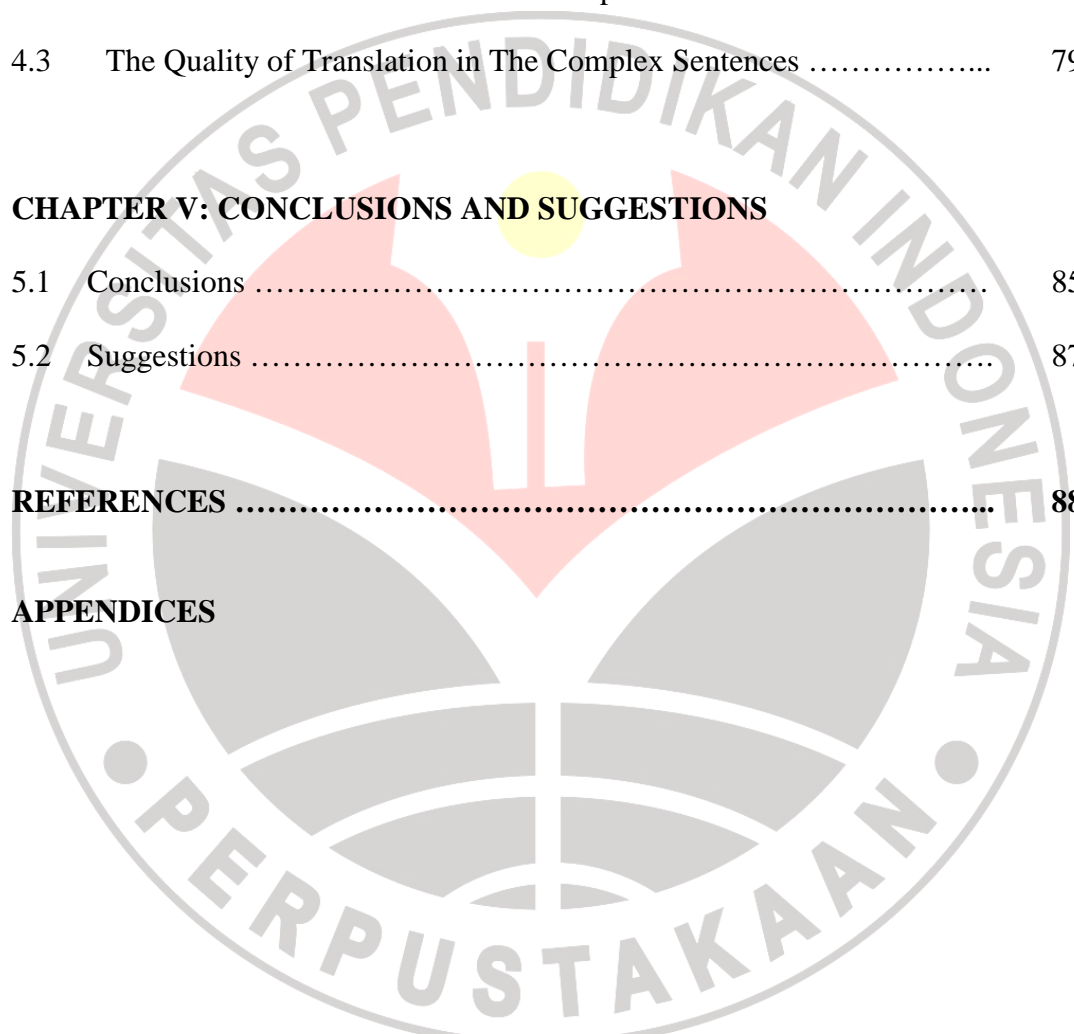 4.3 The Quality of Translation in The Complex Sentences ……………... 79
CHAPTER V: CONCLUSIONS AND SUGGESTIONS
5.1 Conclusions …………………………………………………………… 85
5.2 Suggestions ……………………………………………………………. 87
REFERENCES …………………………………………………………... 88
APPENDICES
UNIVERSITAS PENDIDIKAN INDONESIA
PERPUSTAKAAN